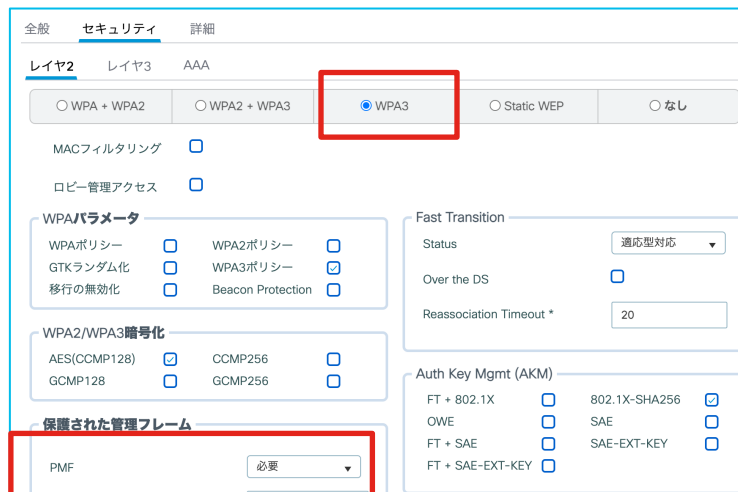 全般 セキュリティ 詳細
レイヤ2 レイヤ3 AAA
WPA + WPA2 WPA2 + WPA3 WPA3 Static WEP なし
MACフィルタリング
ロビー管理アクセス
WPAパラメータ
WPAポリシー WPA2ポリシー
GTKランダム化 WPA3ポリシー
移行の無効化 Beacon Protection
WPA2/WPA3暗号化
AES(CCMP128) CCMP256
GCMP128 GCMP256
保護された管理フレーム
PMF 必要
Fast Transition
Status 適応型対応
Over the DS
Reassociation Timeout * 20
Auth Key Mgmt (AKM)
FT + 802.1X 802.1X-SHA256
OWE SAE
FT + SAE SAE-EXT-KEY
FT + SAE-EXT-KEY